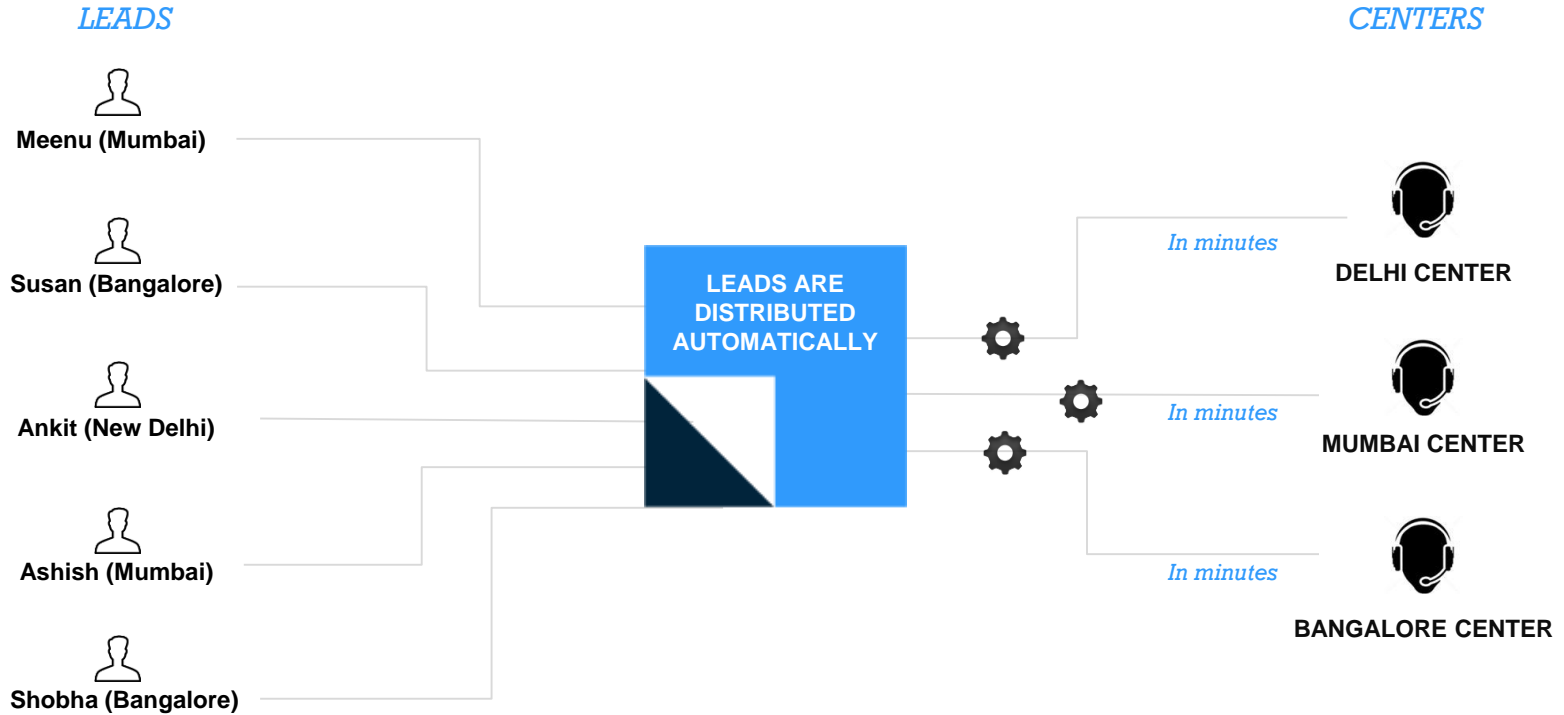 LEADS
CENTERS
Meenu (Mumbai)
Susan (Bangalore)
Ankit (New Delhi)
Ashish (Mumbai)
Shobha (Bangalore)
LEADS ARE
DISTRIBUTED
AUTOMATICALLY
In minutes
DELHI CENTER
In minutes
MUMBAI CENTER
In minutes
BANGALORE CENTER